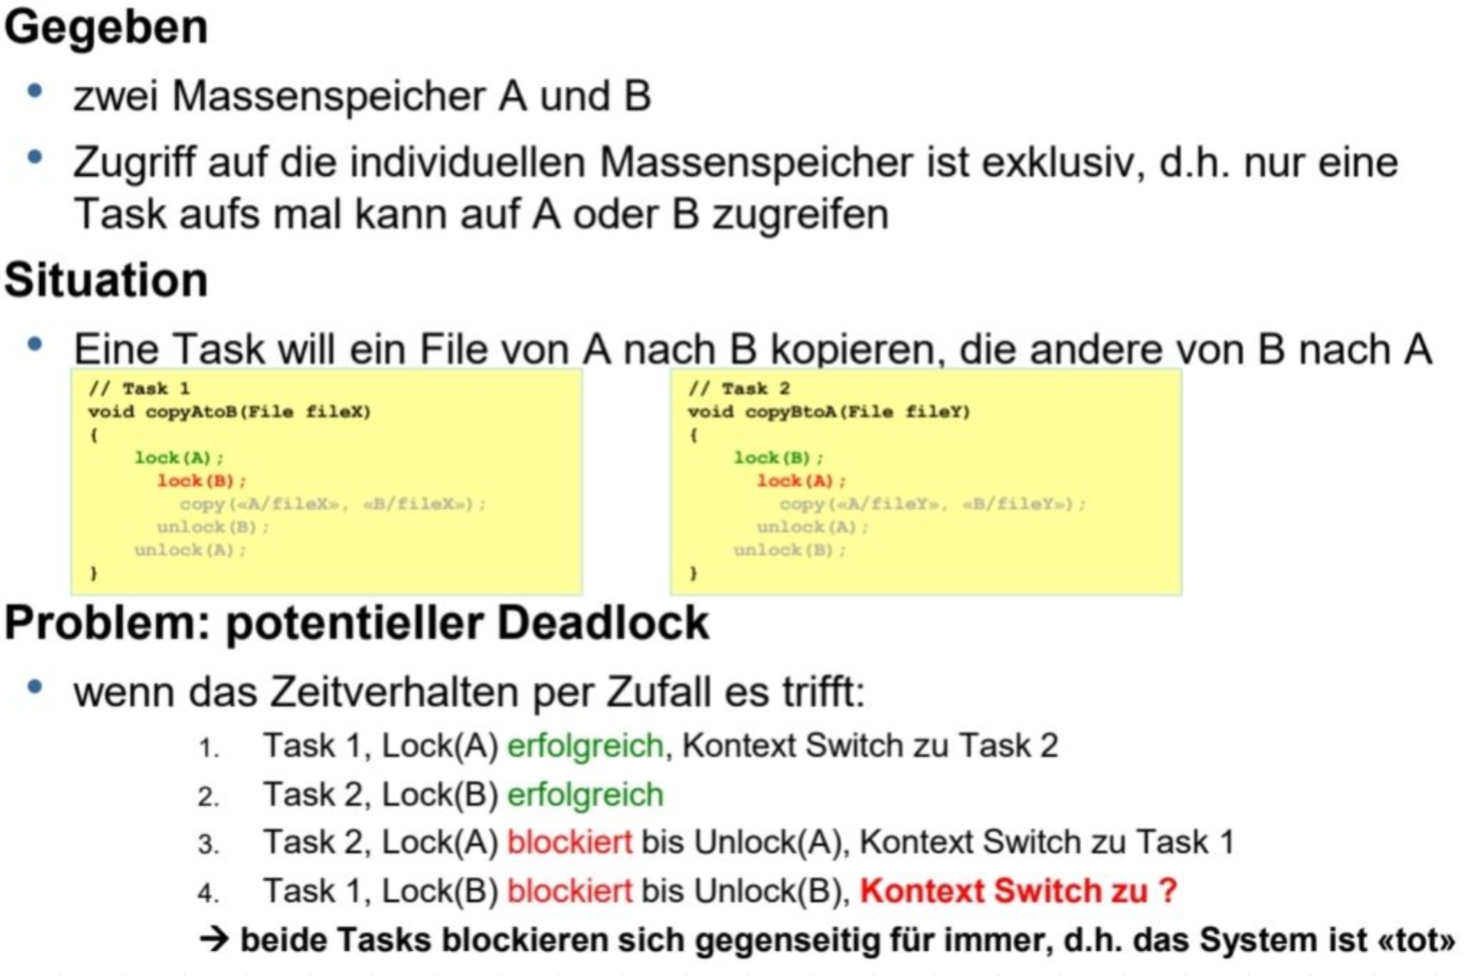 Gegeben
• zwei Massenspeicher A und B
• Zugriff auf die individuellen Massenspeicher ist exklusiv, d.h. nur eine
Task aufs mal kann auf A oder B zugreifen
Situation
• Eine Task will ein File von A nach B kopieren, die andere von B nach A
// Task 1
void copyAtoB(File fileX)
{
lock(A);
lock(B);
copy(«A/fileX», «B/fileX»);
unlock(B);
unlock(A);
}
// Task 2
void copyBtoA(File fileY)
{
lock(B);
lock(A);
copy(«A/fileY», «B/fileY»);
unlock(A);
unlock(B);
}
Problem: potentieller Deadlock
• wenn das Zeitverhalten per Zufall es trifft:
1. Task 1, Lock(A) erfolgreich, Kontext Switch zu Task 2
2. Task 2, Lock(B) erfolgreich
3. Task 2, Lock(A) blockiert bis Unlock(A), Kontext Switch zu Task 1
4. Task 1, Lock(B) blockiert bis Unlock(B), Kontext Switch zu ?
→ beide Tasks blockieren sich gegenseitig für immer, d.h. das System ist «tot»